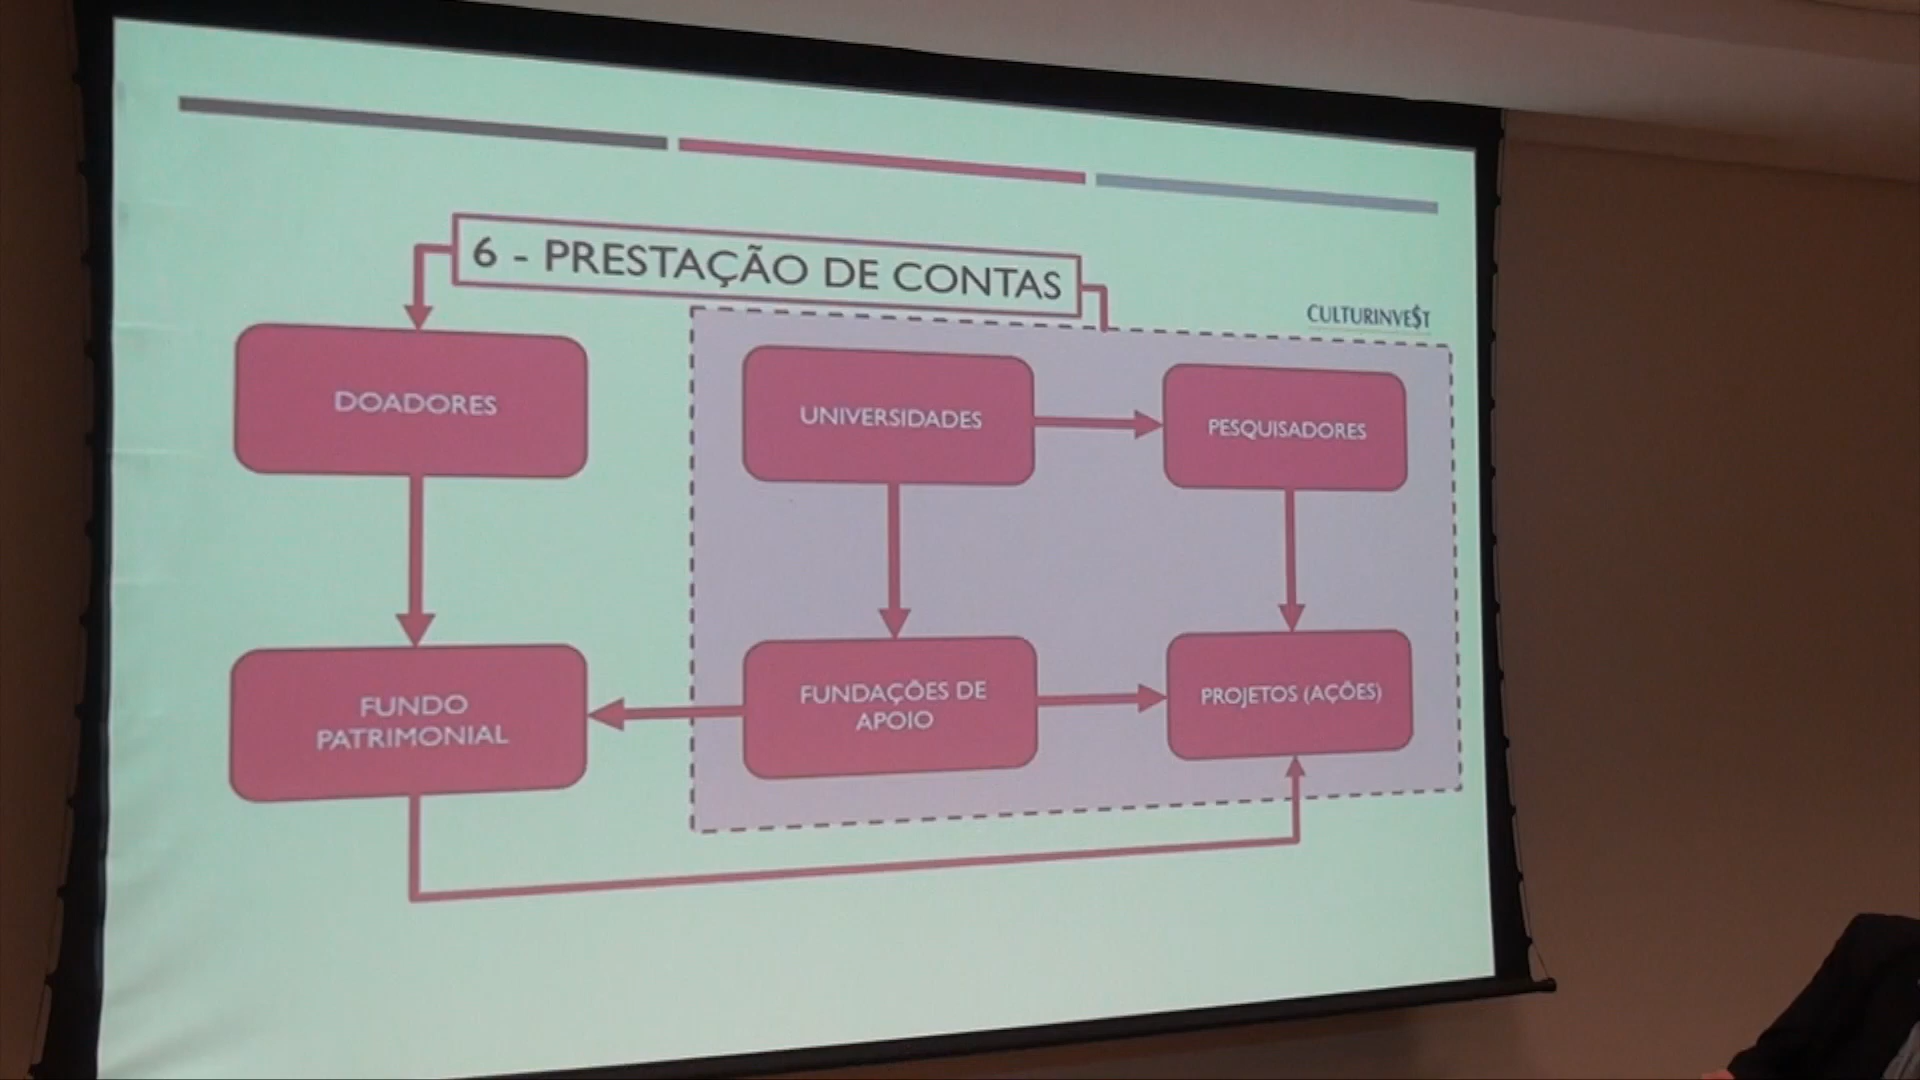 6 - PRESTAÇÃO DE CONTAS
CULTURINVE$T
DOADORES
UNIVERSIDADES
PESQUISADORES
FUNDO
PATRIMONIAL
FUNDAÇÕES DE
APOIO
PROJETOS (AÇÕES)